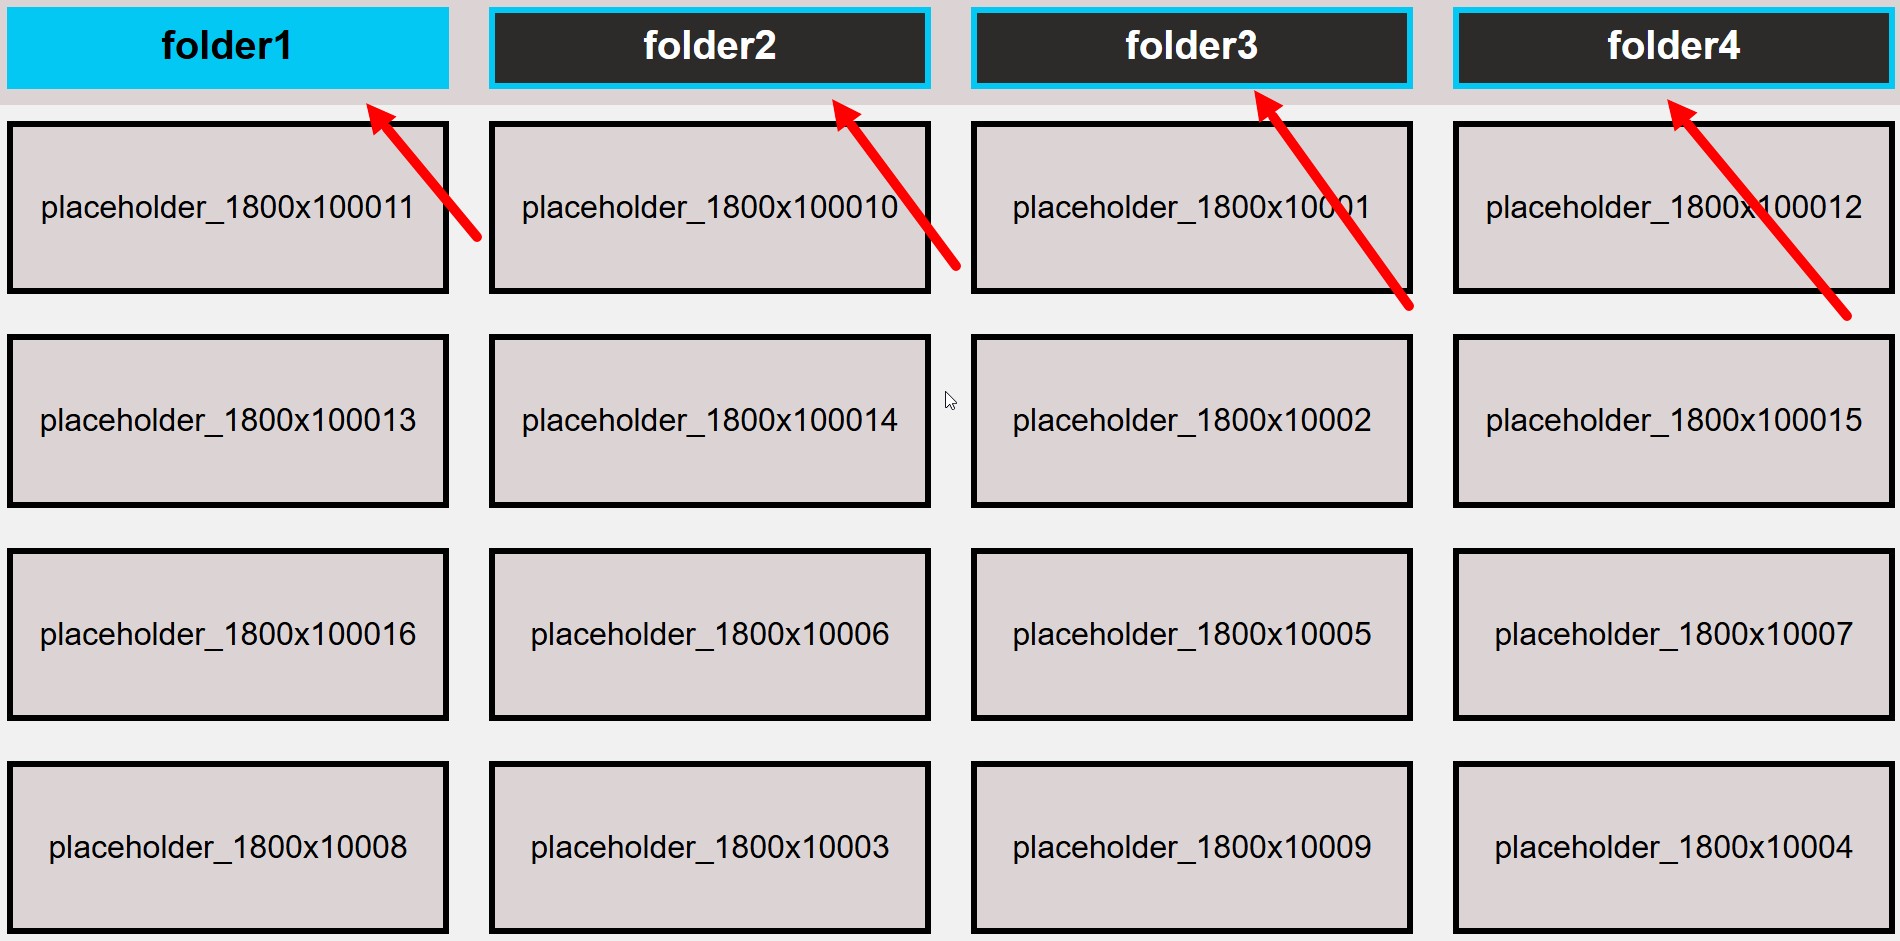 folder1
folder2
folder3
folder4
placeholder_1800x100011
placeholder_1800x100010
placeholder_1800x10001
placeholder_1800x100012
placeholder_1800x100013
placeholder_1800x100014
placeholder_1800x10002
placeholder_1800x100015
placeholder_1800x100016
placeholder_1800x10006
placeholder_1800x10005
placeholder_1800x10007
placeholder_1800x10008
placeholder_1800x10003
placeholder_1800x10009
placeholder_1800x10004